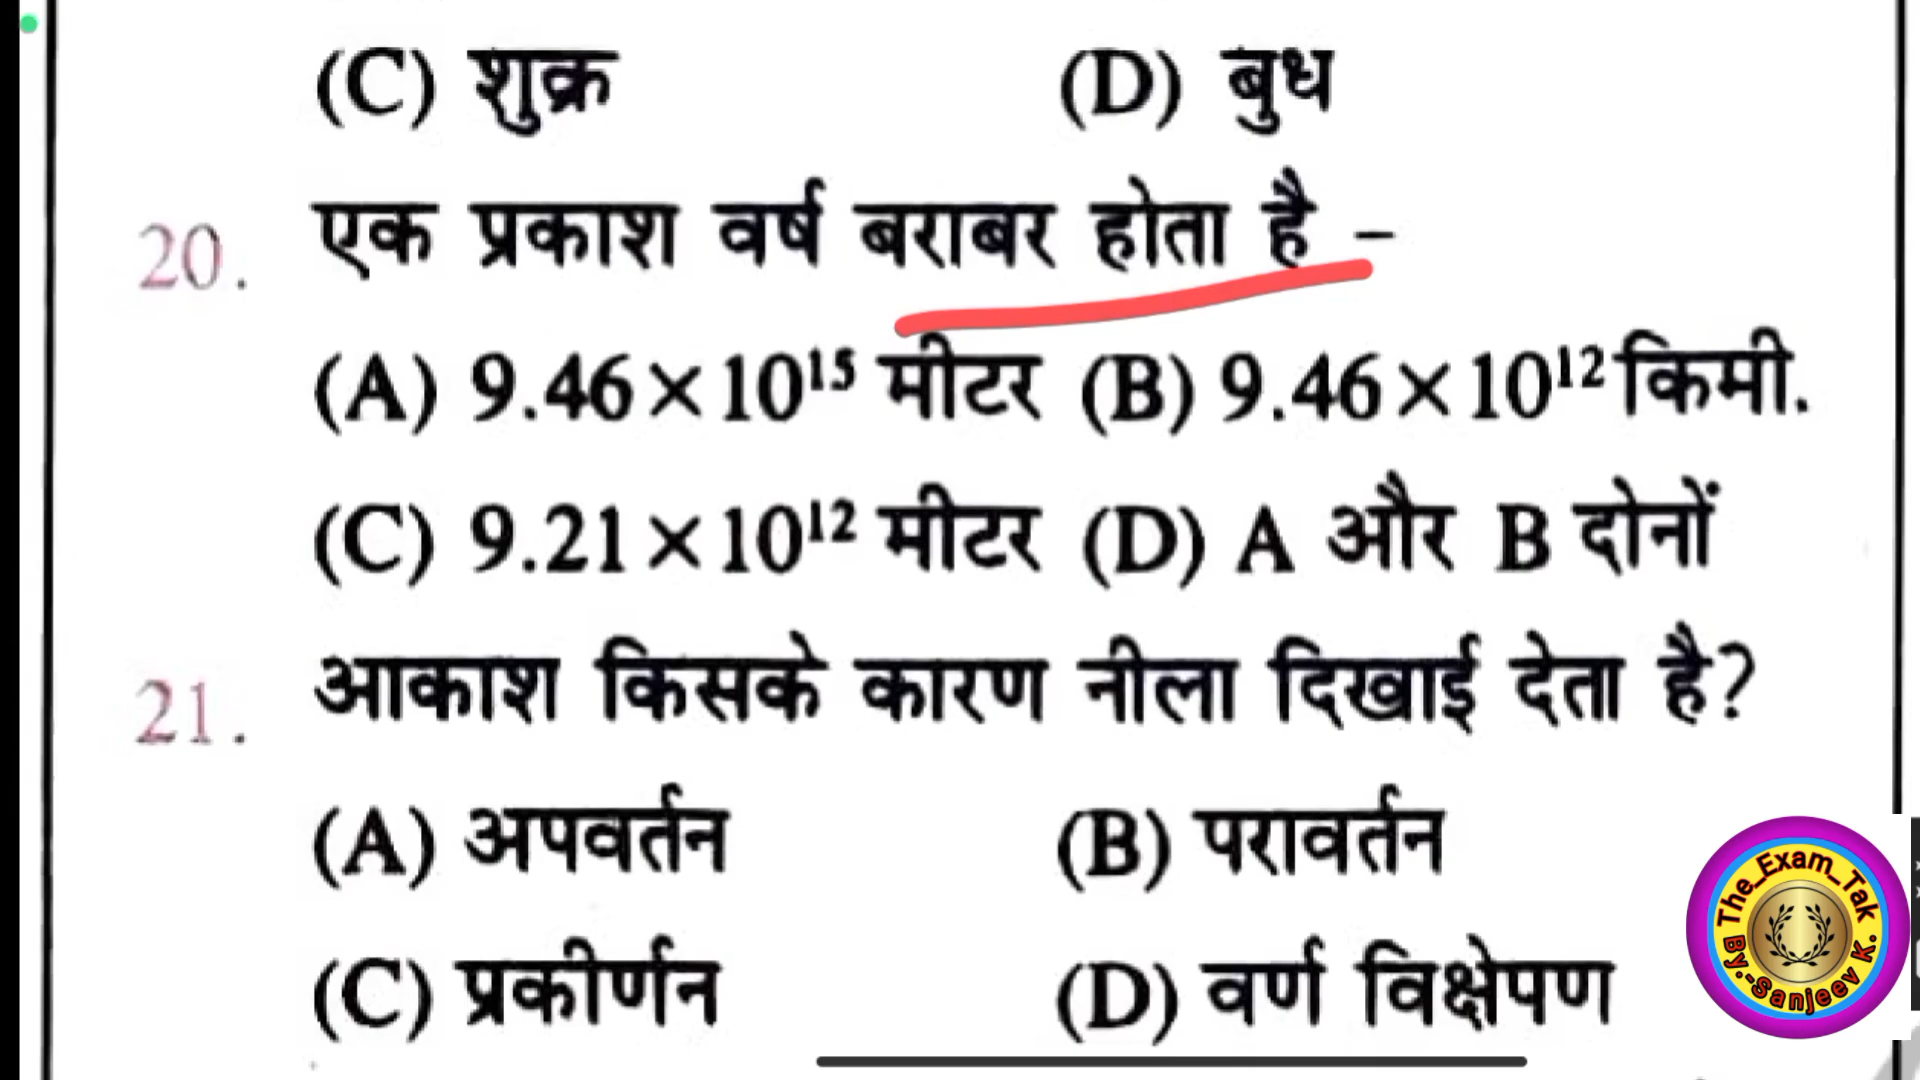 (C) शुक्र (D) बुध
20. एक प्रकाश वर्ष बराबर होता है –
(A) 9.46×10¹⁵ मीटर (B) 9.46×10¹² किमी.
(C) 9.21×10¹² मीटर (D) A और B दोनों
21. आकाश किसके कारण नीला दिखाई देता है?
(A) अपवर्तन (B) परावर्तन
(C) प्रकीर्णन (D) वर्ण विक्षेपण
The_Exam_Tak
By:-Sanjeev K.